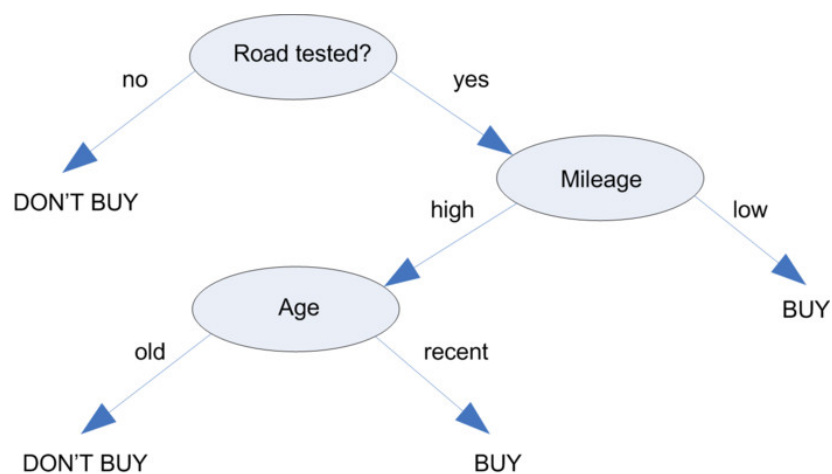 Road tested?
no
yes
DON'T BUY
Mileage
high
low
Age
BUY
old
recent
DON'T BUY
BUY